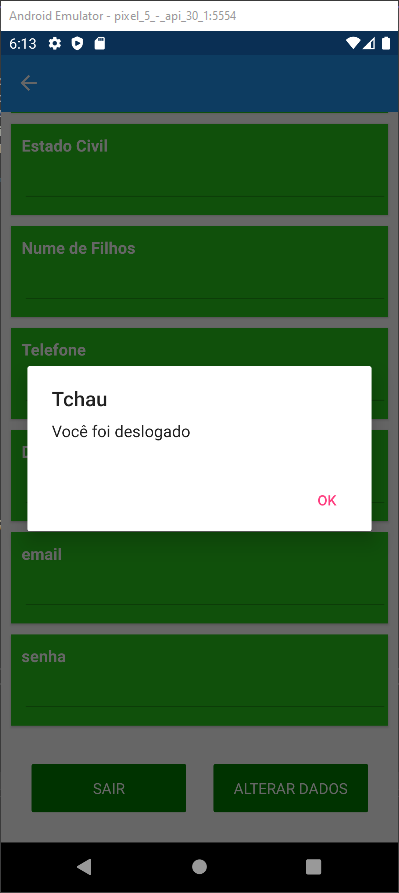 Android Emulator - pixel_5_-_api_30_1:5554
6:13
Estado Civil
Nume de Filhos
Telefone
Tchau
Você foi deslogado
OK
email
senha
SAIR
ALTERAR DADOS